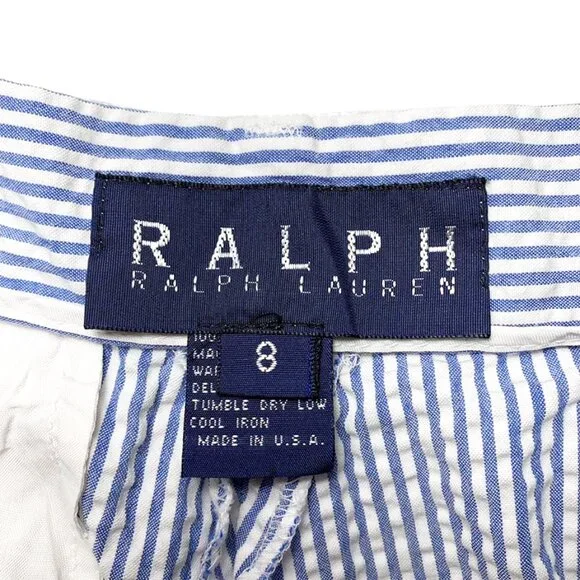 RALPH
RALPH LAUREN
8
TUMBLE DRY LOW
COOL IRON
MADE IN U.S.A.